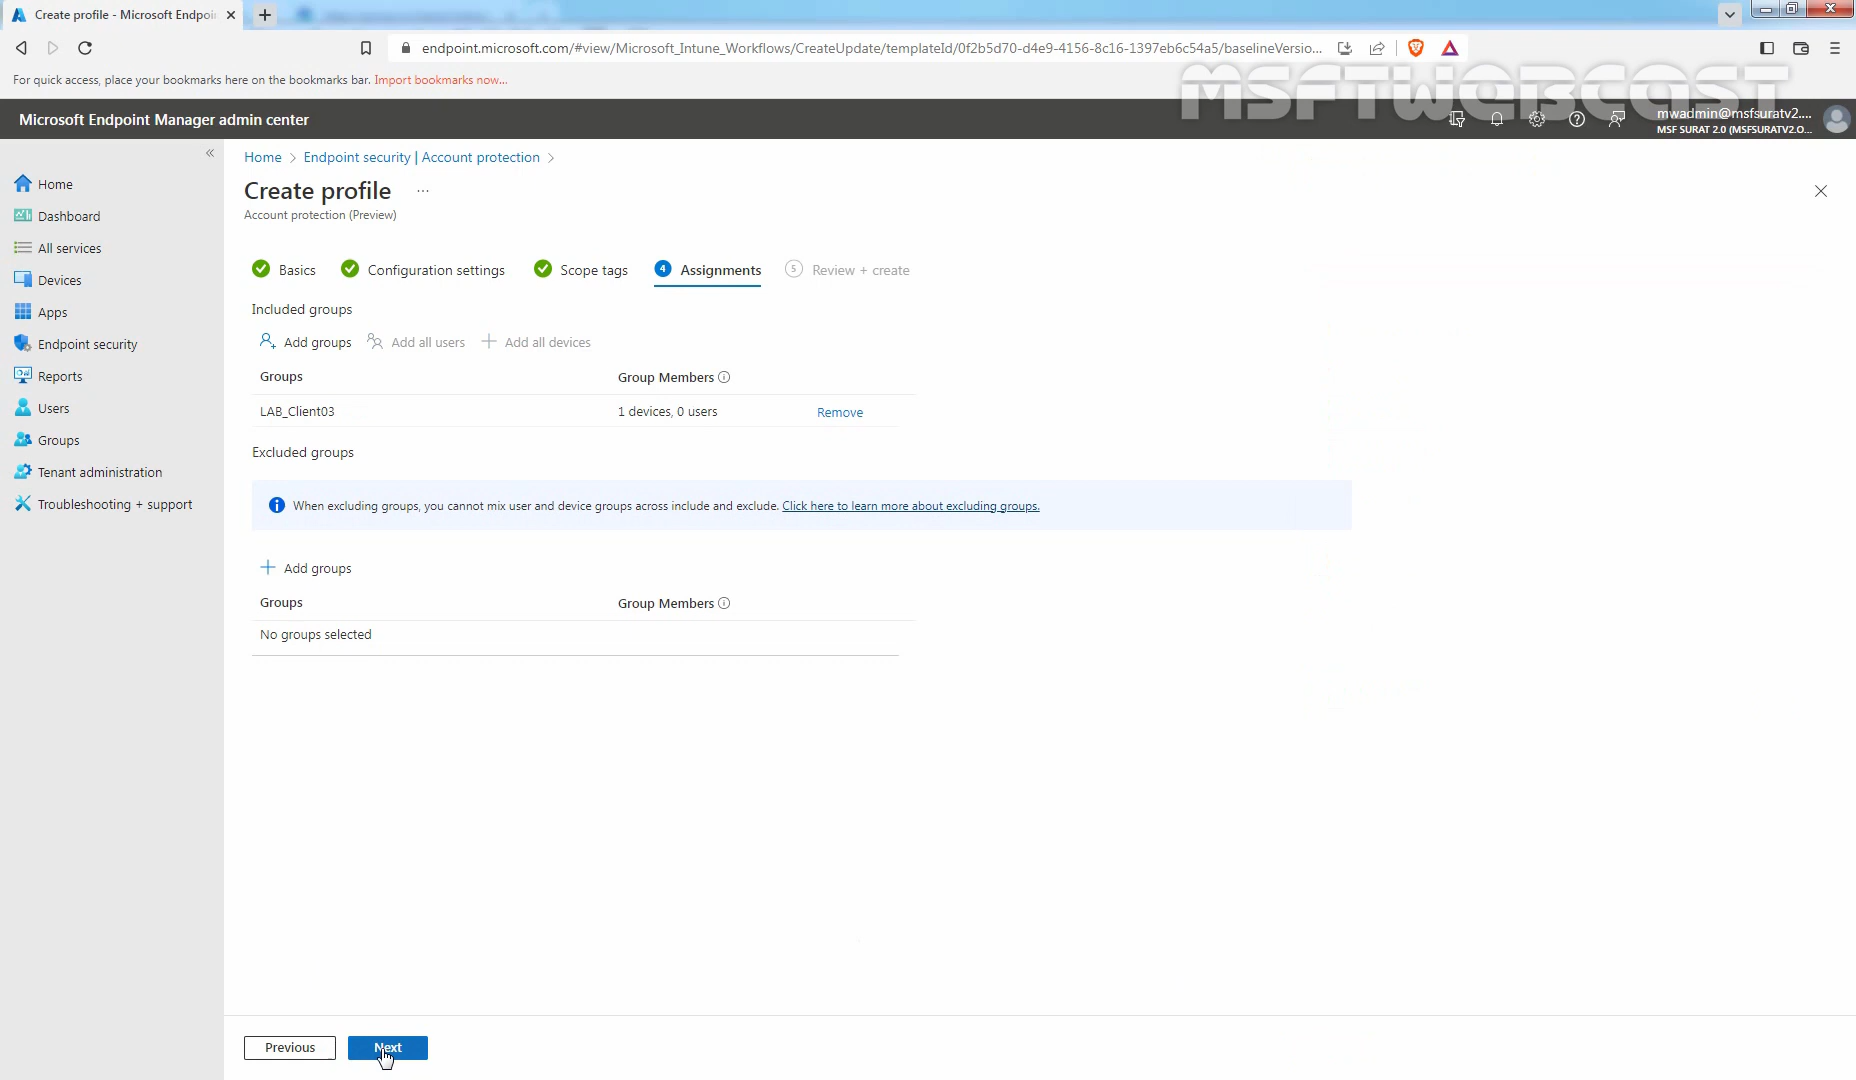 Create profile - Microsoft Endpoi
endpoint.microsoft.com/#view/Microsoft_Intune_Workflows/CreateUpdate/templateId/0f2b5d70-d4e9-4156-8c16-1397eb6c54a5/baselineVersio...
For quick access, place your bookmarks here on the bookmarks bar. Import bookmarks now...
MSFTWEBCAST
Microsoft Endpoint Manager admin center
mwadmin@msfsuratv2....
MSF SURAT 2.0 (MSFSURATV2.O...
Home
Dashboard
All services
Devices
Apps
Endpoint security
Reports
Users
Groups
Tenant administration
Troubleshooting + support
Home > Endpoint security | Account protection >
Create profile ...
Account protection (Preview)
Basics Configuration settings Scope tags 4 Assignments 5 Review + create
Included groups
Add groups Add all users Add all devices
Groups Group Members
LAB_Client03 1 devices, 0 users Remove
Excluded groups
When excluding groups, you cannot mix user and device groups across include and exclude. Click here to learn more about excluding groups.
Add groups
Groups Group Members
No groups selected
Previous Next